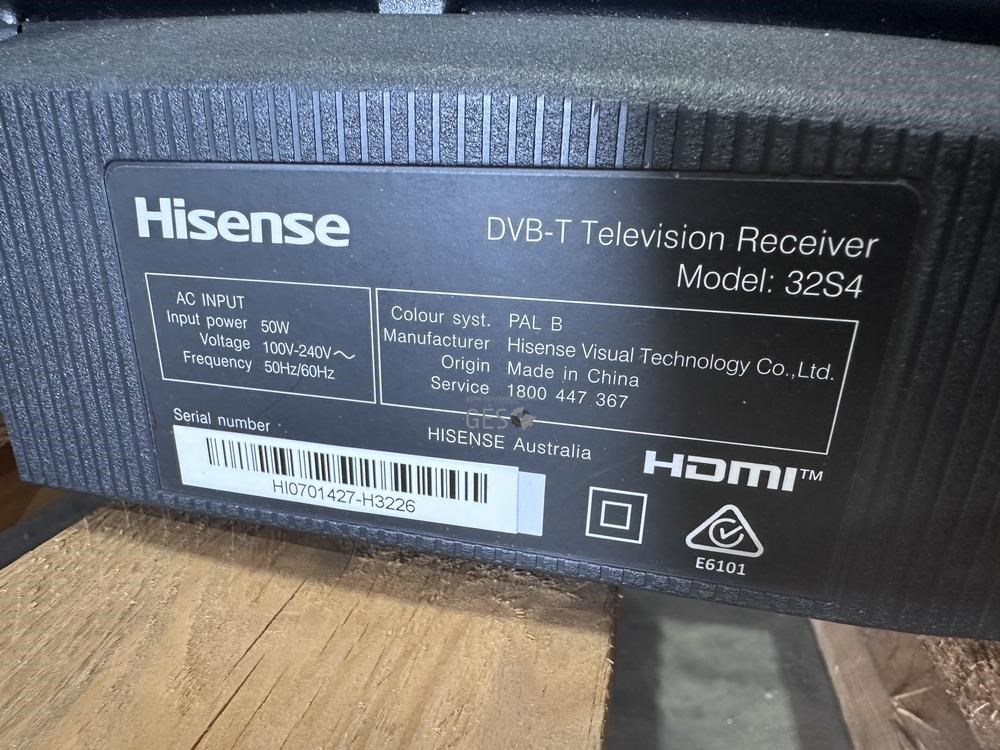 Hisense
DVB-T Television Receiver
Model: 32S4
AC INPUT
Input power 50W
Voltage 100V-240V~
Frequency 50Hz/60Hz
Colour syst. PAL B
Manufacturer Hisense Visual Technology Co.,Ltd.
Origin Made in China
Service 1800 447 367
GES
Serial number
HISENSE Australia
HI0701427-H3226
HDMI™
E6101